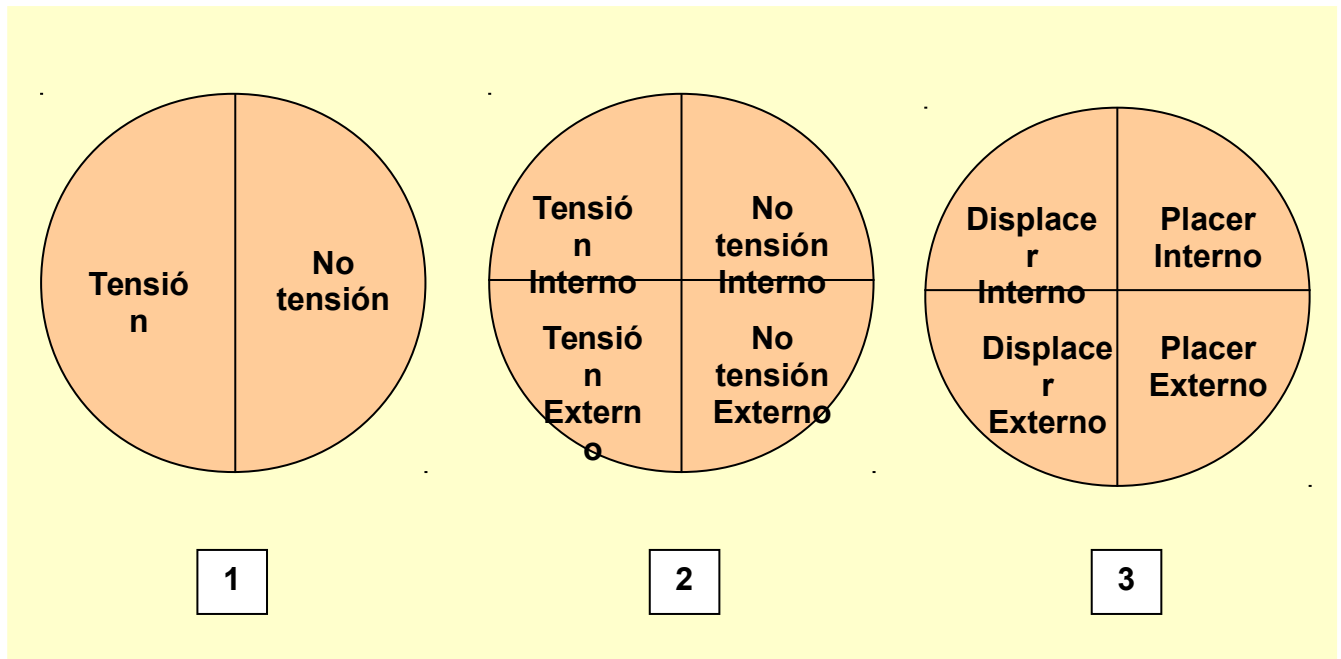 Tensió
n
No
tensión
Tensió
n
Interno
No
tensión
Interno
Tensió
n
Extern
o
No
tensión
Externo
Displace
r
Interno
Placer
Interno
Displace
r
Externo
Placer
Externo
1
2
3